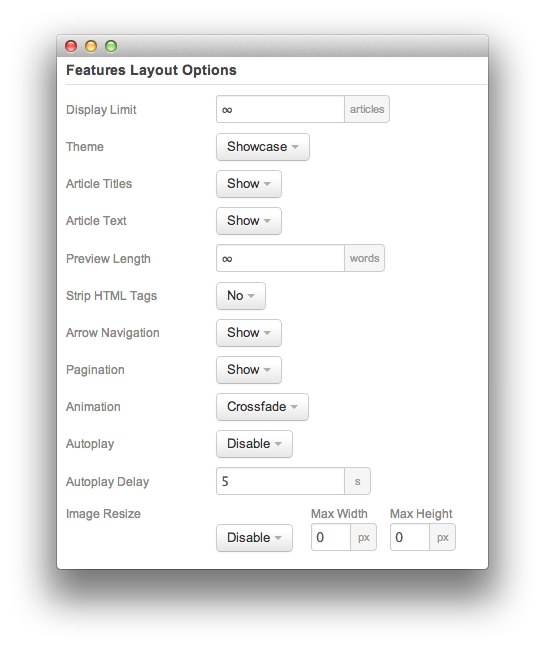 Features Layout Options
Display Limit ∞ articles
Theme Showcase
Article Titles Show
Article Text Show
Preview Length ∞ words
Strip HTML Tags No
Arrow Navigation Show
Pagination Show
Animation Crossfade
Autoplay Disable
Autoplay Delay 5 s
Image Resize Max Width Max Height
Disable 0 px 0 px